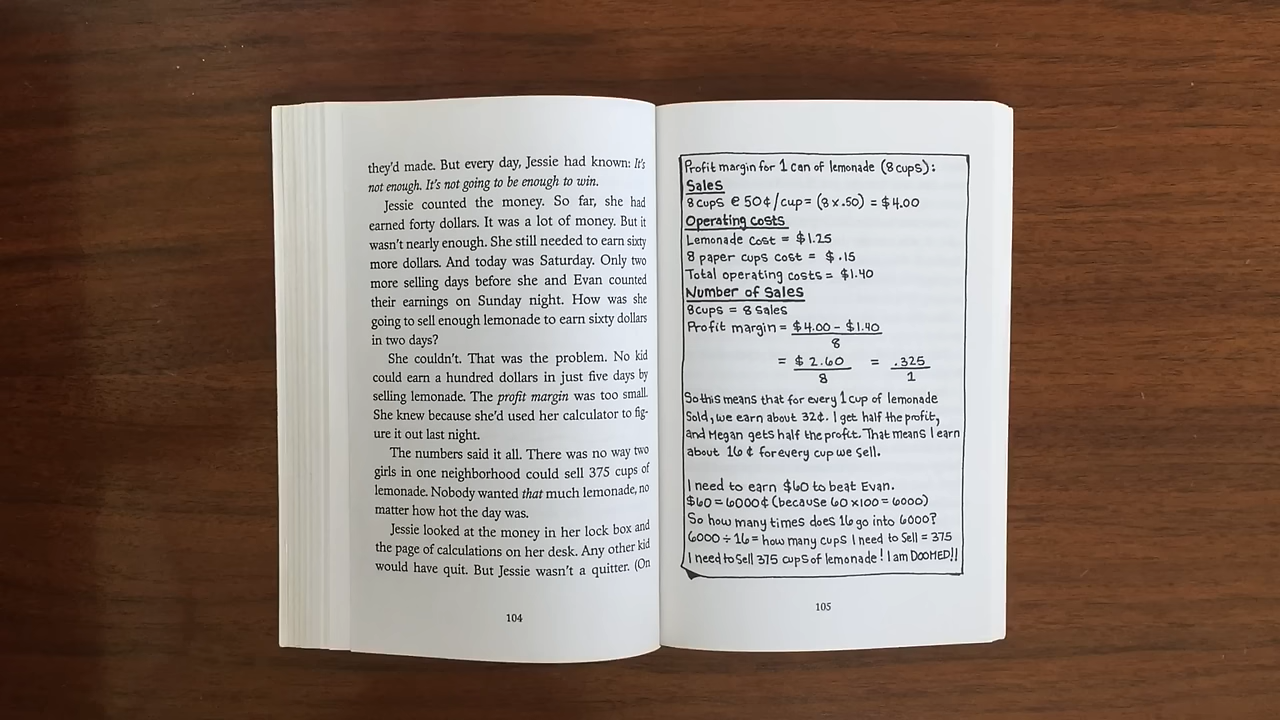 they'd made. But every day, Jessie had known: It's
not enough. It's not going to be enough to win.
Jessie counted the money. So far, she had
earned forty dollars. It was a lot of money. But it
wasn't nearly enough. She still needed to earn sixty
more dollars. And today was Saturday. Only two
more selling days before she and Evan counted
their earnings on Sunday night. How was she
going to sell enough lemonade to earn sixty dollars
in two days?
She couldn't. That was the problem. No kid
could earn a hundred dollars in just five days by
selling lemonade. The profit margin was too small.
She knew because she'd used her calculator to fig-
ure it out last night.
The numbers said it all. There was no way two
girls in one neighborhood could sell 375 cups of
lemonade. Nobody wanted that much lemonade, no
matter how hot the day was.
Jessie looked at the money in her lock box and
the page of calculations on her desk. Any other kid
would have quit. But Jessie wasn't a quitter. (On
104
Profit margin for 1 can of lemonade (8 cups):
Sales
8 cups @ 50¢/cup = (8 x .50) = $4.00
Operating costs
Lemonade cost = $1.25
8 paper cups cost = $.15
Total operating costs = $1.40
Number of Sales
8 cups = 8 sales
Profit margin = $4.00 - $1.40
8
= $2.60 = .325
8 1
So this means that for every 1 cup of lemonade
sold, we earn about 32¢. I get half the profit,
and Megan gets half the profit. That means I earn
about 16¢ for every cup we sell.
I need to earn $60 to beat Evan.
$60 = 6000¢ (because 60 x 100 = 6000)
So how many times does 16 go into 6000?
6000 ÷ 16 = how many cups I need to sell = 375
I need to sell 375 cups of lemonade! I am DOOMED!!
105